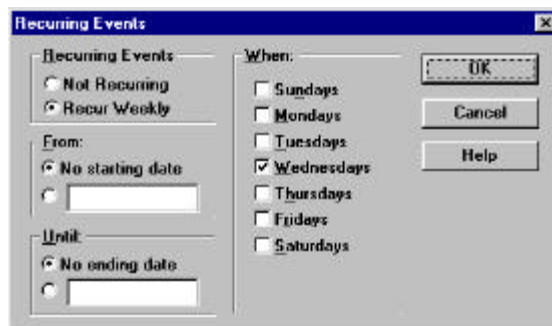 Recurring Events
Recurring Events
Not Recurring
Recur Weekly
From:
No starting date
Until:
No ending date
When:
Sundays
Mondays
Tuesdays
Wednesdays
Thursdays
Fridays
Saturdays
OK
Cancel
Help